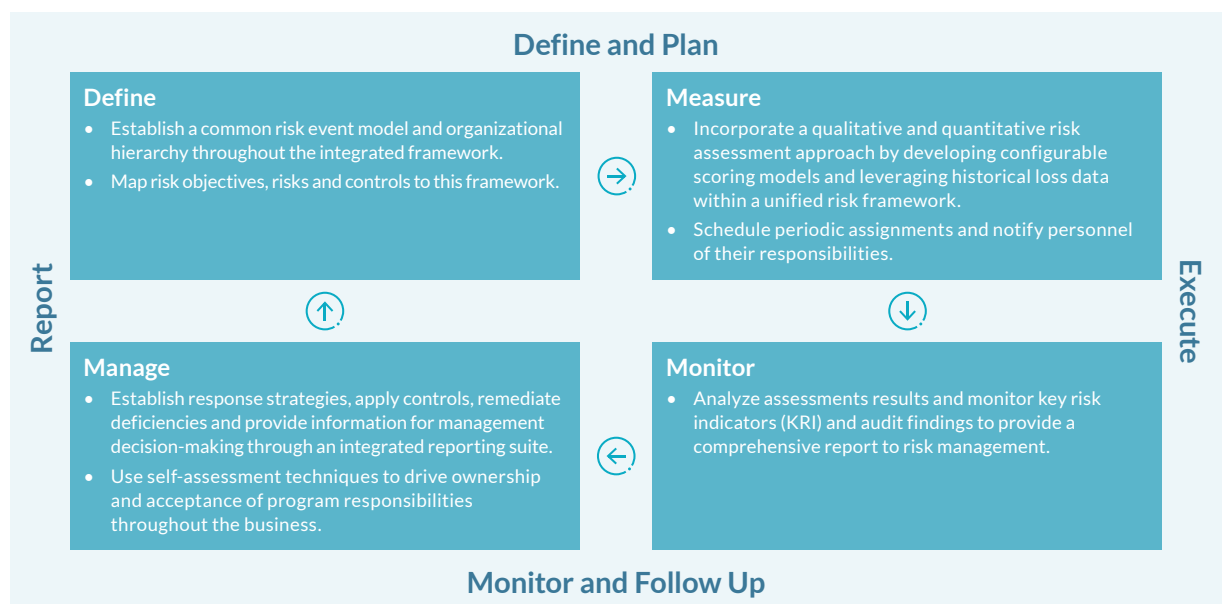 Define and Plan
Define
• Establish a common risk event model and organizational
hierarchy throughout the integrated framework.
• Map risk objectives, risks and controls to this framework.
Measure
• Incorporate a qualitative and quantitative risk
assessment approach by developing configurable
scoring models and leveraging historical loss data
within a unified risk framework.
• Schedule periodic assignments and notify personnel
of their responsibilities.
Report
Execute
Manage
• Establish response strategies, apply controls, remediate
deficiencies and provide information for management
decision-making through an integrated reporting suite.
• Use self-assessment techniques to drive ownership
and acceptance of program responsibilities
throughout the business.
Monitor
• Analyze assessments results and monitor key risk
indicators (KRI) and audit findings to provide a
comprehensive report to risk management.
Monitor and Follow Up